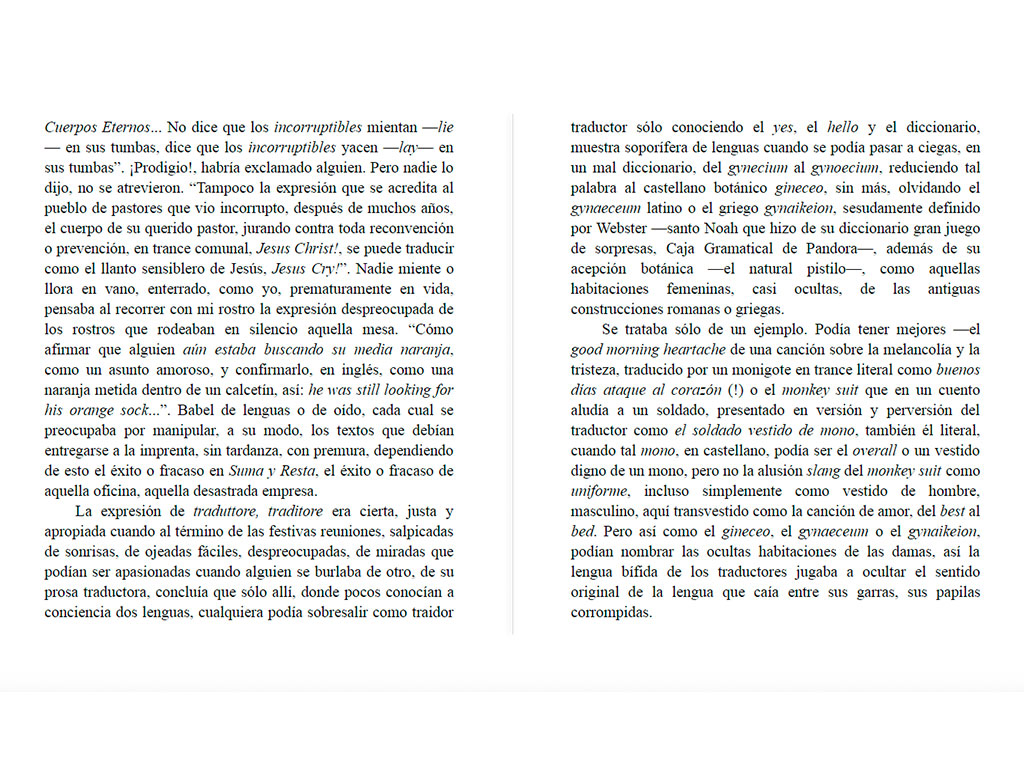 Cuerpos Eternos... No dice que los incorruptibles mientan —lie
— en sus tumbas, dice que los incorruptibles yacen —lay— en
sus tumbas”. ¡Prodigio!, habría exclamado alguien. Pero nadie lo
dijo, no se atrevieron. “Tampoco la expresión que se acredita al
pueblo de pastores que vio incorrupto, después de muchos años,
el cuerpo de su querido pastor, jurando contra toda reconvención
o prevención, en trance comunal, Jesus Christ!, se puede traducir
como el llanto sensiblero de Jesús, Jesus Cry!”. Nadie miente o
llora en vano, enterrado, como yo, prematuramente en vida,
pensaba al recorrer con mi rostro la expresión despreocupada de
los rostros que rodeaban en silencio aquella mesa. “Cómo
afirmar que alguien aún estaba buscando su media naranja,
como un asunto amoroso, y confirmarlo, en inglés, como una
naranja metida dentro de un calcetín, así: he was still looking for
his orange sock...”. Babel de lenguas o de oído, cada cual se
preocupaba por manipular, a su modo, los textos que debían
entregarse a la imprenta, sin tardanza, con premura, dependiendo
de esto el éxito o fracaso en Suma y Resta, el éxito o fracaso de
aquella oficina, aquella desastrada empresa.
La expresión de traduttore, traditore era cierta, justa y
apropiada cuando al término de las festivas reuniones, salpicadas
de sonrisas, de ojeadas fáciles, despreocupadas, de miradas que
podían ser apasionadas cuando alguien se burlaba de otro, de su
prosa traductora, concluía que sólo allí, donde pocos conocían a
conciencia dos lenguas, cualquiera podía sobresalir como traidor
traductor sólo conociendo el yes, el hello y el diccionario,
muestra soporífera de lenguas cuando se podía pasar a ciegas, en
un mal diccionario, del gynecium al gynoecium, reduciendo tal
palabra al castellano botánico gineceo, sin más, olvidando el
gynaeceum latino o el griego gynaikeion, sesudamente definido
por Webster —santo Noah que hizo de su diccionario gran juego
de sorpresas, Caja Gramatical de Pandora—, además de su
acepción botánica —el natural pistilo—, como aquellas
habitaciones femeninas, casi ocultas, de las antiguas
construcciones romanas o griegas.
Se trataba sólo de un ejemplo. Podía tener mejores —el
good morning heartache de una canción sobre la melancolía y la
tristeza, traducido por un monigote en trance literal como buenos
días ataque al corazón (!) o el monkey suit que en un cuento
aludía a un soldado, presentado en versión y perversión del
traductor como el soldado vestido de mono, también él literal,
cuando tal mono, en castellano, podía ser el overall o un vestido
digno de un mono, pero no la alusión slang del monkey suit como
uniforme, incluso simplemente como vestido de hombre,
masculino, aquí transvestido como la canción de amor, del best al
bed. Pero así como el gineceo, el gynaeceum o el gynaikeion,
podían nombrar las ocultas habitaciones de las damas, así la
lengua bífida de los traductores jugaba a ocultar el sentido
original de la lengua que caía entre sus garras, sus papilas
corrompidas.